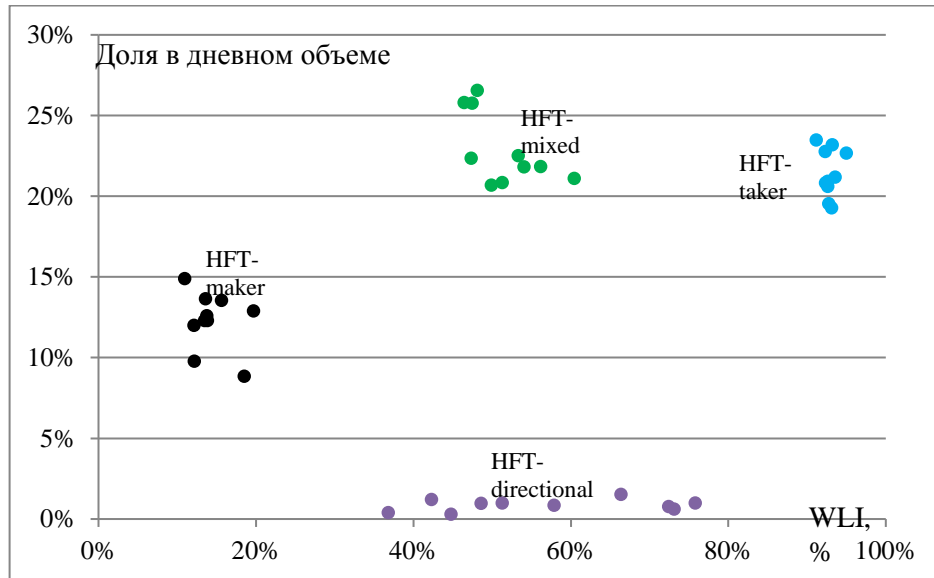 30%
Доля в дневном объеме
25%
HFT-
mixed
20%
HFT-
taker
15%
HFT-
maker
10%
5%
HFT-
directional
0%
WLI,
%
0%
20%
40%
60%
80%
100%